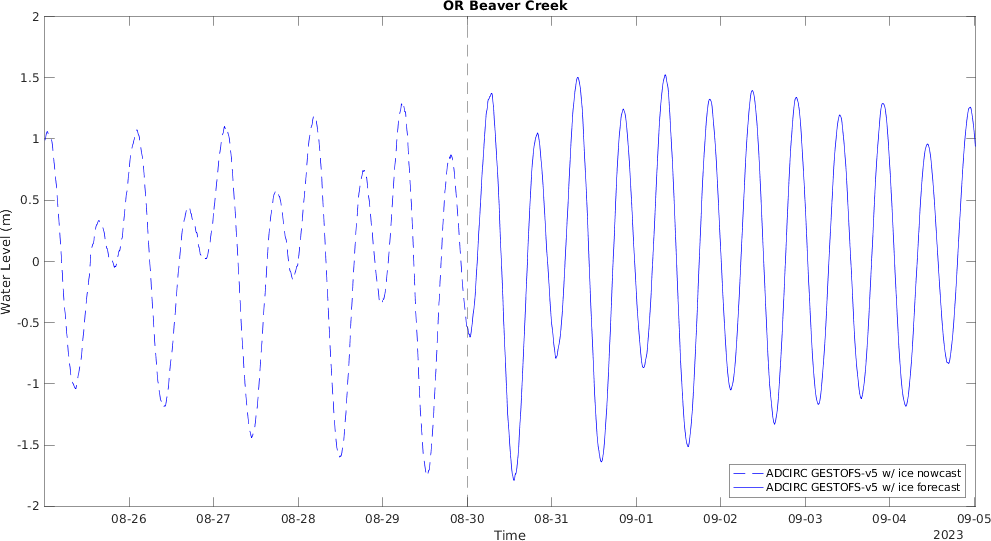 OR Beaver Creek
2
1.5
1
0.5
0
-0.5
-1
-1.5
-2
Water Level (m)
ADCIRC GESTOFS-v5 w/ ice nowcast
ADCIRC GESTOFS-v5 w/ ice forecast
08-26 08-27 08-28 08-29 08-30 08-31 09-01 09-02 09-03 09-04 09-05
Time
2023